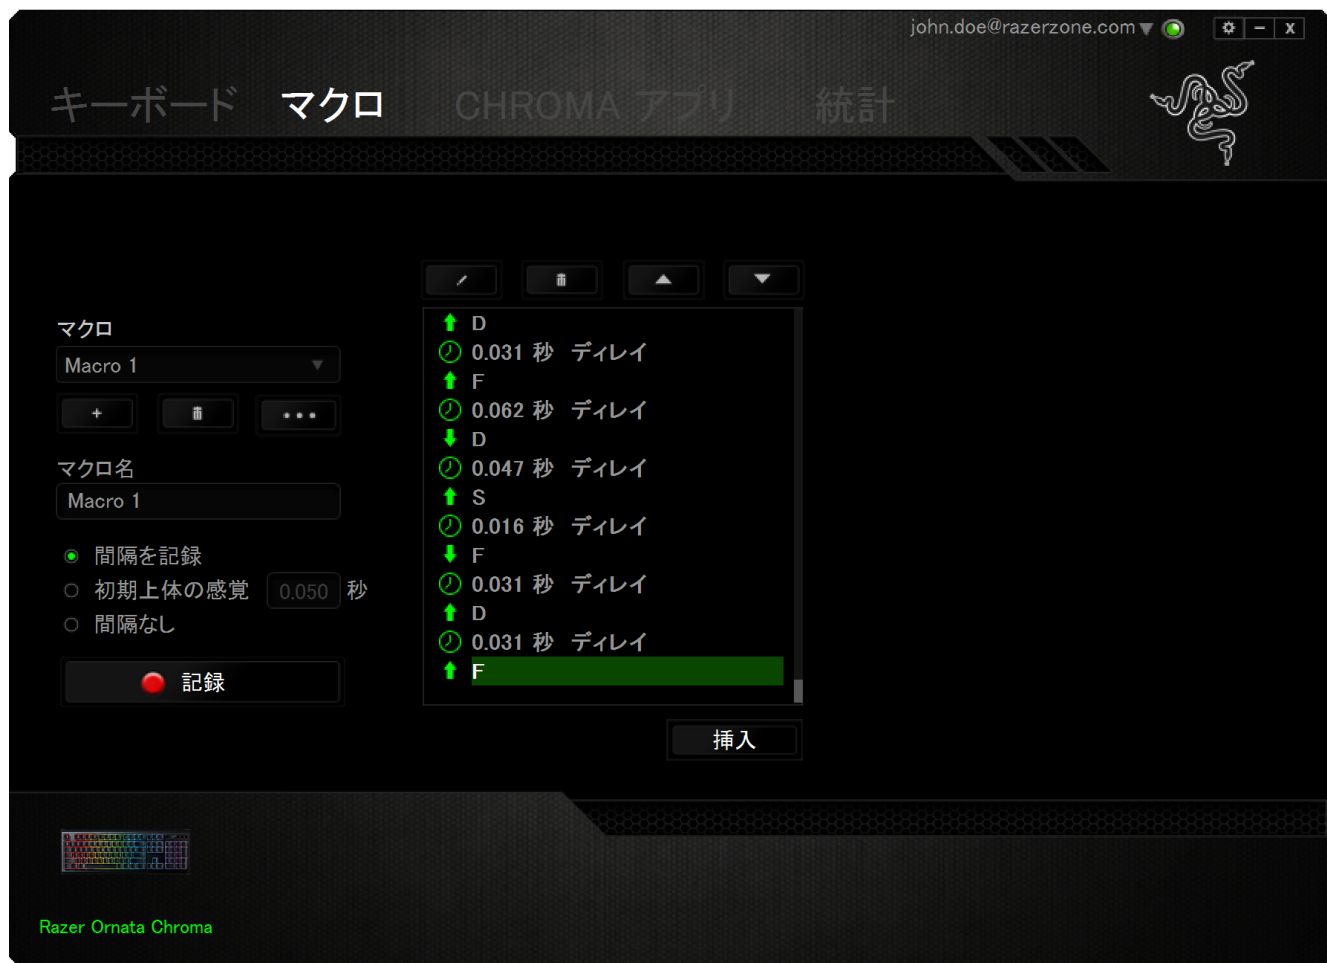 john.doe@razerzone.com
キーボード マクロ CHROMA アプリ 統計
マクロ
Macro 1
マクロ名
Macro 1
間隔を記録
初期上体の感覚 0.050 秒
間隔なし
記録
D
0.031 秒 ディレイ
F
0.062 秒 ディレイ
D
0.047 秒 ディレイ
S
0.016 秒 ディレイ
F
0.031 秒 ディレイ
D
0.031 秒 ディレイ
F
挿入
Razer Ornata Chroma